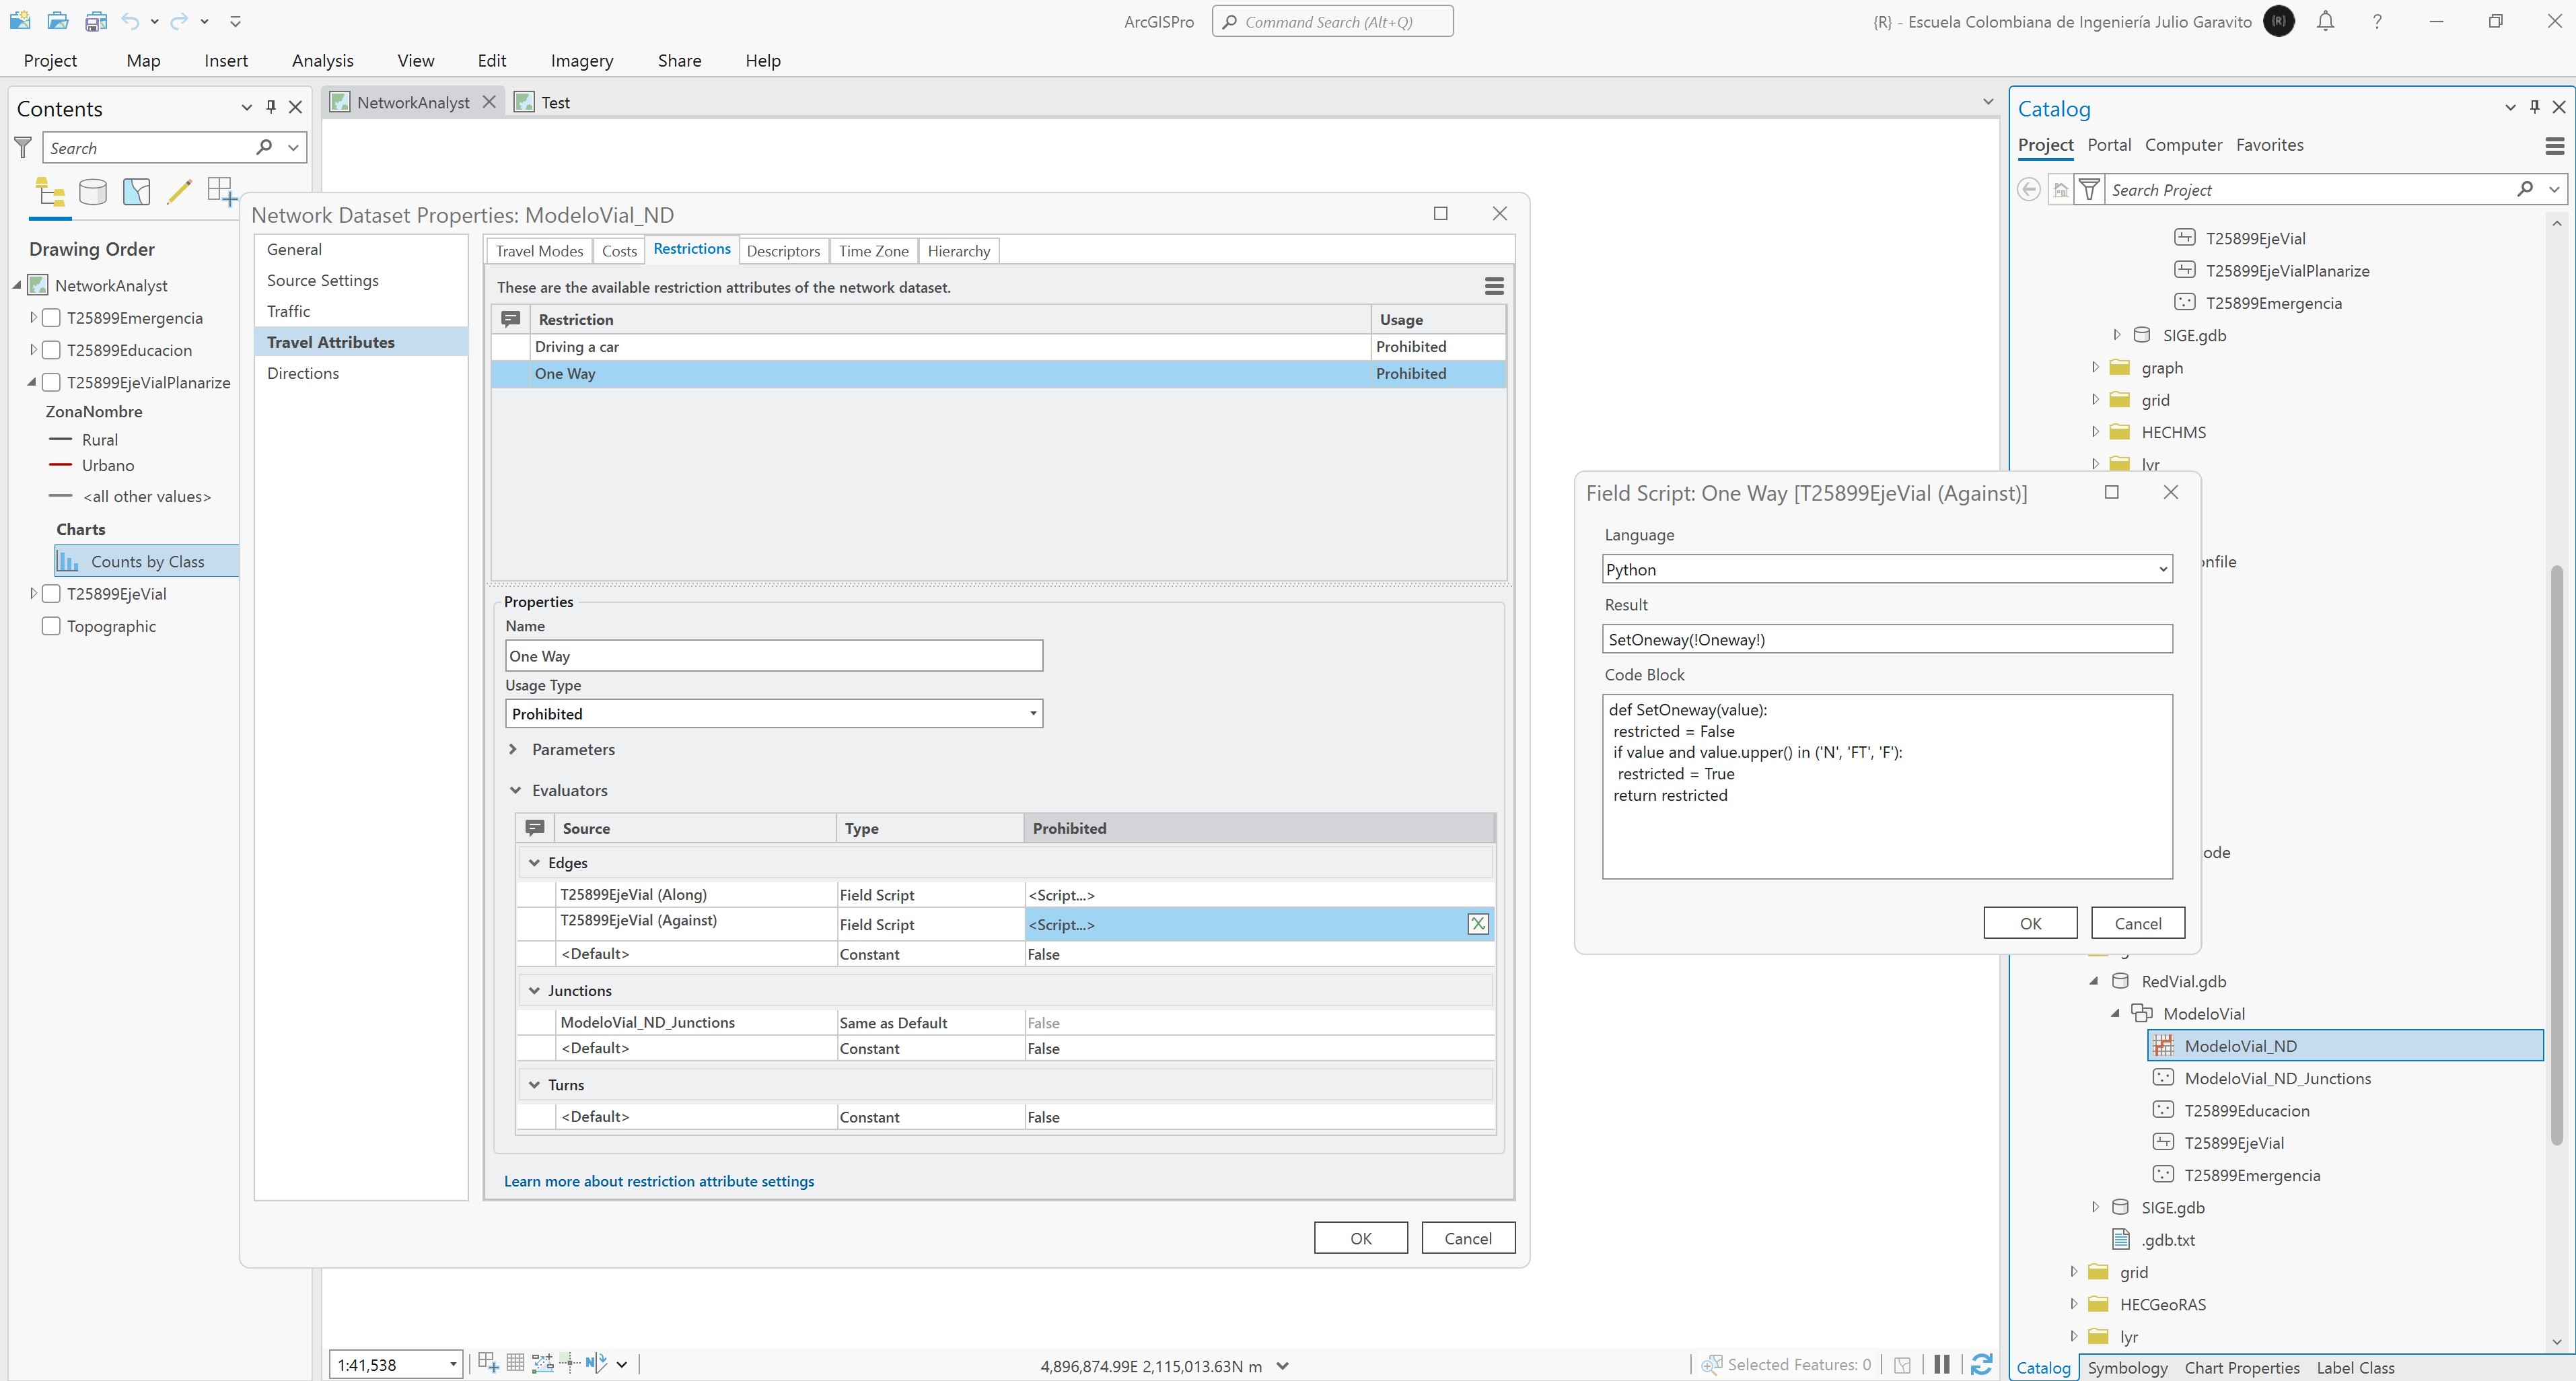 ArcGISPro
Command Search (Alt+Q)
{R} - Escuela Colombiana de Ingeniería Julio Garavito
{R}
?
Project Map Insert Analysis View Edit Imagery Share Help
Contents
Search
Drawing Order
NetworkAnalyst
T25899Emergencia
T25899Educacion
T25899EjeVialPlanarize
ZonaNombre
Rural
Urbano
<all other values>
Charts
Counts by Class
T25899EjeVial
Topographic
NetworkAnalyst
Test
Network Dataset Properties: ModeloVial_ND
General
Source Settings
Traffic
Travel Attributes
Directions
Travel Modes Costs Restrictions Descriptors Time Zone Hierarchy
These are the available restriction attributes of the network dataset.
Restriction Usage
Driving a car Prohibited
One Way Prohibited
Properties
Name
One Way
Usage Type
Prohibited
Parameters
Evaluators
Source Type Prohibited
Edges
T25899EjeVial (Along) Field Script <Script...>
T25899EjeVial (Against) Field Script <Script...>
<Default> Constant False
Junctions
ModeloVial_ND_Junctions Same as Default False
<Default> Constant False
Turns
<Default> Constant False
Learn more about restriction attribute settings
OK Cancel
Field Script: One Way [T25899EjeVial (Against)]
Language
Python
Result
SetOneway(!Oneway!)
Code Block
def SetOneway(value):
restricted = False
if value and value.upper() in ('N', 'FT', 'F'):
restricted = True
return restricted
OK Cancel
Catalog
Project Portal Computer Favorites
Search Project
T25899EjeVial
T25899EjeVialPlanarize
T25899Emergencia
SIGE.gdb
graph
grid
HECHMS
lyr
nfile
ode
RedVial.gdb
ModeloVial
ModeloVial_ND
ModeloVial_ND_Junctions
T25899Educacion
T25899EjeVial
T25899Emergencia
SIGE.gdb
.gdb.txt
grid
HECGeoRAS
lyr
1:41,538
4,896,874.99E 2,115,013.63N m
Selected Features: 0
Catalog Symbology Chart Properties Label Class